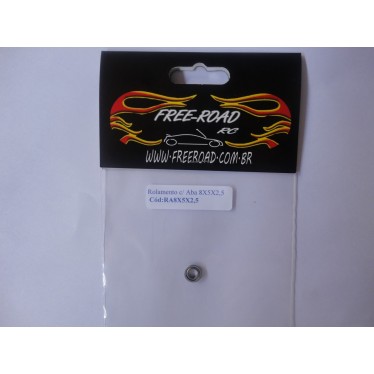 FREE-ROAD
RC
WWW.FREEROAD.COM.BR
Rolamento c/ Aba 8X5X2,5
Cód:RA8X5X2,5